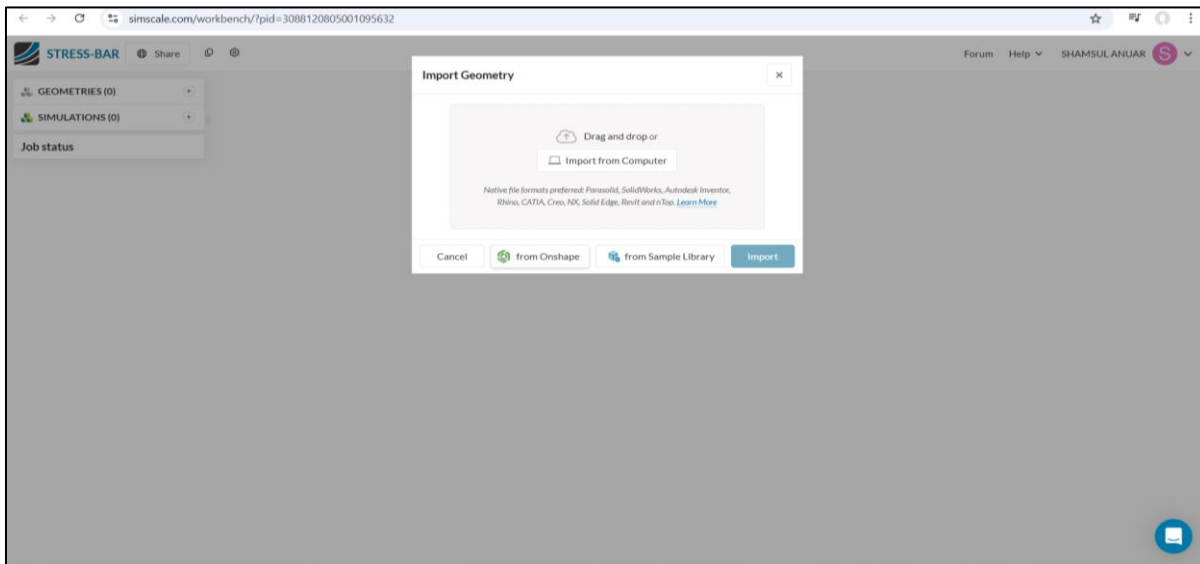 simscale.com/workbench/?pid=3088120805001095632
STRESS-BAR Share Forum Help SHAMSUL ANUAR S
Import Geometry
GEOMETRIES (0)
SIMULATIONS (0)
Job status
Drag and drop or
Import from Computer
Native file formats preferred: Parasolid, SolidWorks, Autodesk Inventor,
Rhino, CATIA, Creo, NX, Solid Edge, Revit and nTop. Learn More
Cancel from Onshape from Sample Library Import